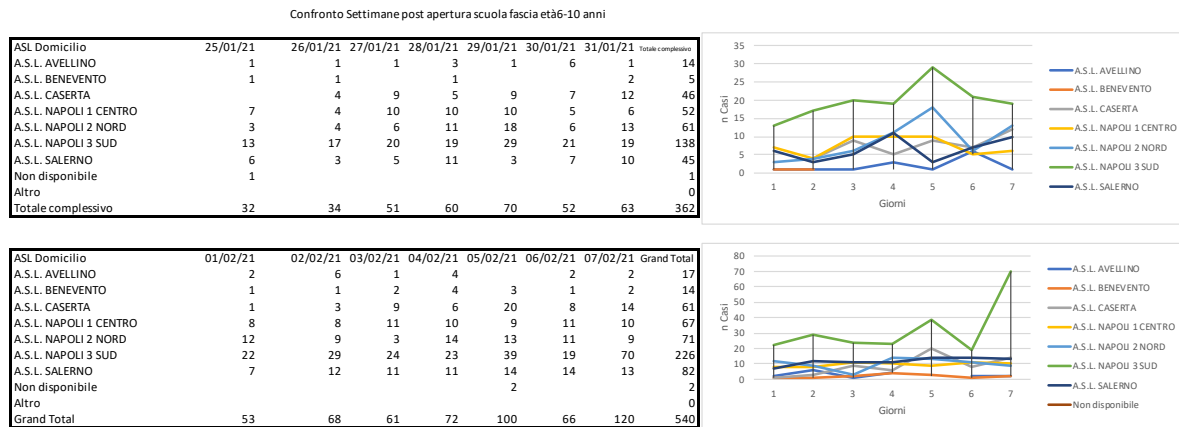 Confronto Settimane post apertura scuola fascia età6-10 anni
ASL Domicilio 25/01/21 26/01/21 27/01/21 28/01/21 29/01/21 30/01/21 31/01/21 Totale complessivo
A.S.L. AVELLINO 1 1 1 3 1 6 1 14
A.S.L. BENEVENTO 1 1 1 2 5
A.S.L. CASERTA 4 9 5 9 7 12 46
A.S.L. NAPOLI 1 CENTRO 7 4 10 10 10 5 6 52
A.S.L. NAPOLI 2 NORD 3 4 6 11 18 6 13 61
A.S.L. NAPOLI 3 SUD 13 17 20 19 29 21 19 138
A.S.L. SALERNO 6 3 5 11 3 7 10 45
Non disponibile 1 1
Altro 0
Totale complessivo 32 34 51 60 70 52 63 362
35
30
25
20
15
10
5
0
n Casi
1 2 3 4 5 6 7
Giorni
A.S.L. AVELLINO
A.S.L. BENEVENTO
A.S.L. CASERTA
A.S.L. NAPOLI 1 CENTRO
A.S.L. NAPOLI 2 NORD
A.S.L. NAPOLI 3 SUD
A.S.L. SALERNO
ASL Domicilio 01/02/21 02/02/21 03/02/21 04/02/21 05/02/21 06/02/21 07/02/21 Grand Total
A.S.L. AVELLINO 2 6 1 4 2 2 17
A.S.L. BENEVENTO 1 1 2 4 3 1 2 14
A.S.L. CASERTA 1 3 9 6 20 8 14 61
A.S.L. NAPOLI 1 CENTRO 8 8 11 10 9 11 10 67
A.S.L. NAPOLI 2 NORD 12 9 3 14 13 11 9 71
A.S.L. NAPOLI 3 SUD 22 29 24 23 39 19 70 226
A.S.L. SALERNO 7 12 11 11 14 14 13 82
Non disponibile 2 2
Altro 0
Grand Total 53 68 61 72 100 66 120 540
80
70
60
50
40
30
20
10
0
n Casi
1 2 3 4 5 6 7
Giorni
A.S.L. AVELLINO
A.S.L. BENEVENTO
A.S.L. CASERTA
A.S.L. NAPOLI 1 CENTRO
A.S.L. NAPOLI 2 NORD
A.S.L. NAPOLI 3 SUD
A.S.L. SALERNO
Non disponibile